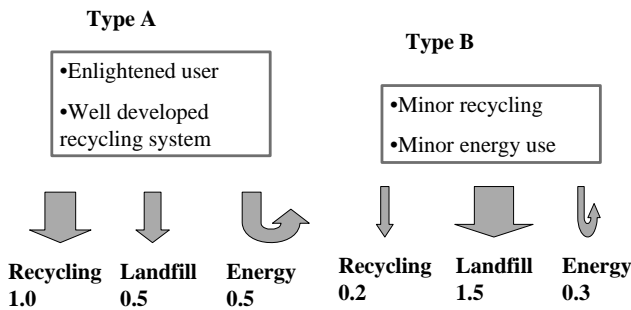 Type A
•Enlightened user
•Well developed
recycling system
Recycling Landfill Energy
1.0 0.5 0.5
Type B
•Minor recycling
•Minor energy use
Recycling Landfill Energy
0.2 1.5 0.3